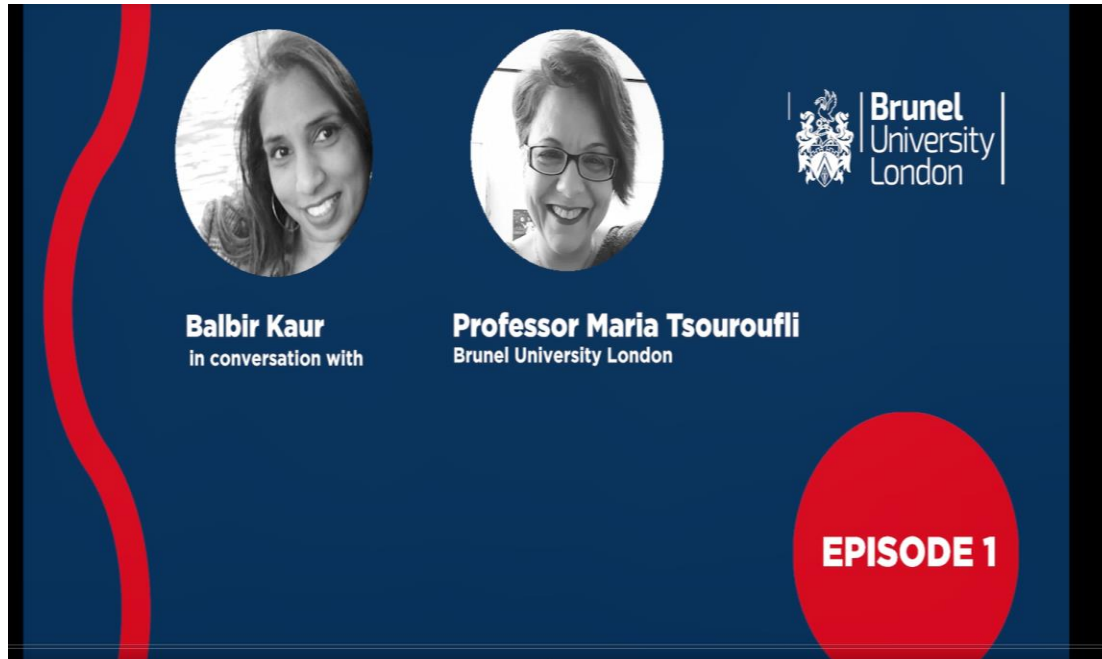 Brunel
University
London
Balbir Kaur
in conversation with
Professor Maria Tsouroufli
Brunel University London
EPISODE 1